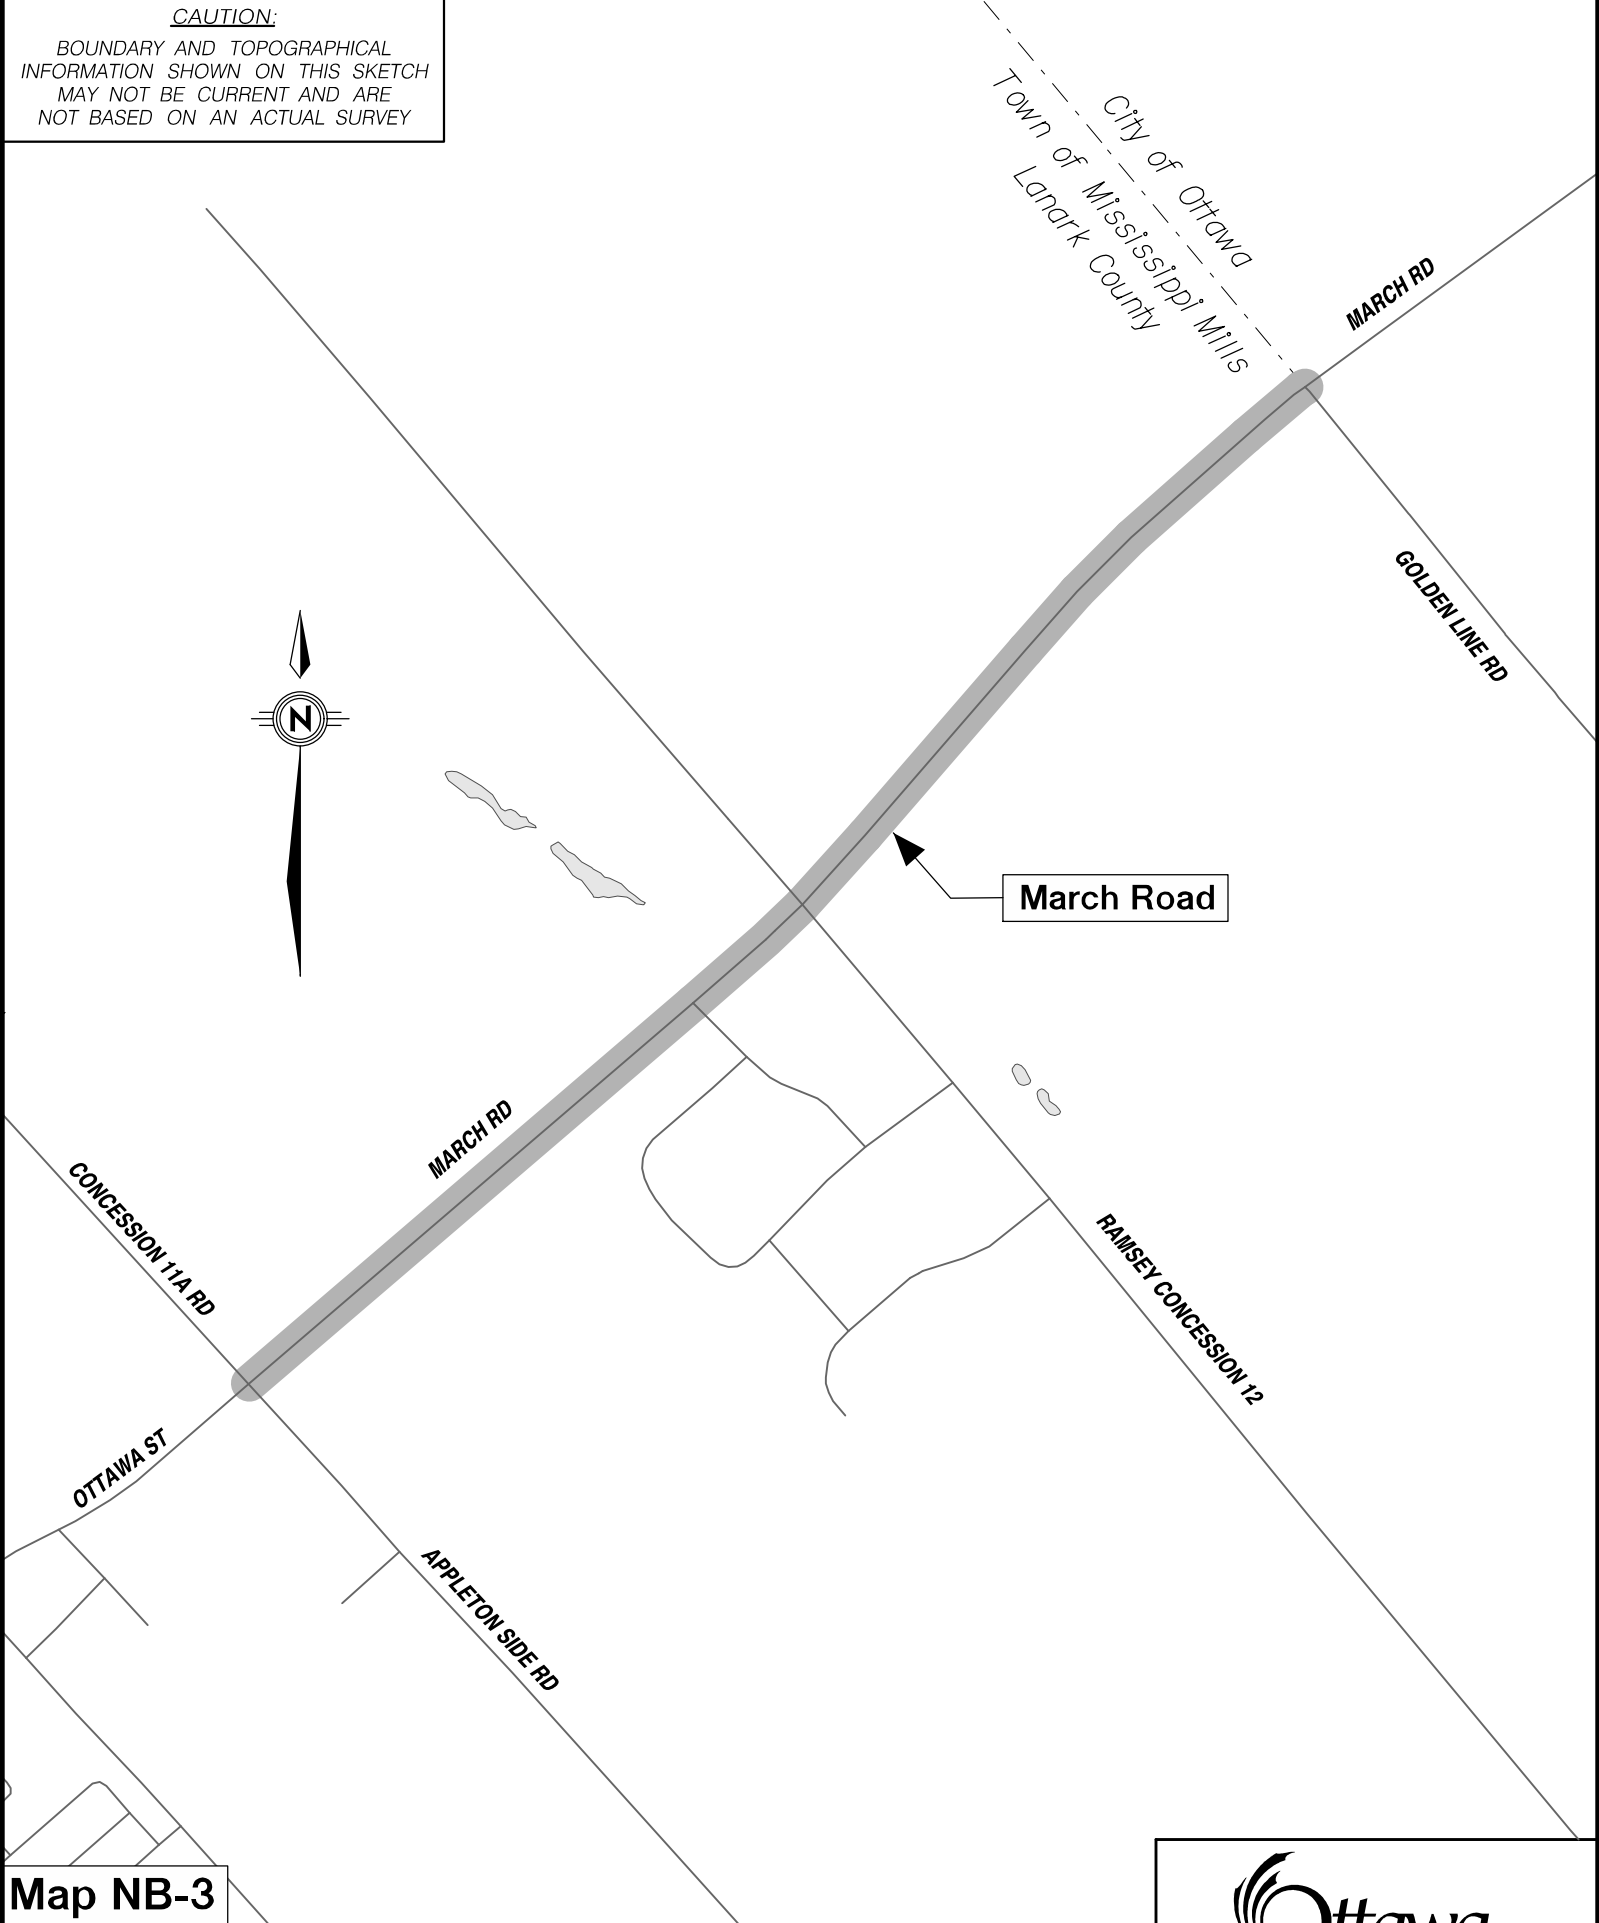 CAUTION:
BOUNDARY AND TOPOGRAPHICAL
INFORMATION SHOWN ON THIS SKETCH
MAY NOT BE CURRENT AND ARE
NOT BASED ON AN ACTUAL SURVEY
City of Ottawa
Town of Mississippi Mills
Lanark County
MARCH RD
GOLDEN LINE RD
N
March Road
MARCH RD
CONCESSION 11A RD
RAMSEY CONCESSION 12
OTTAWA ST
APPLETON SIDE RD
Map NB-3
Ottawa